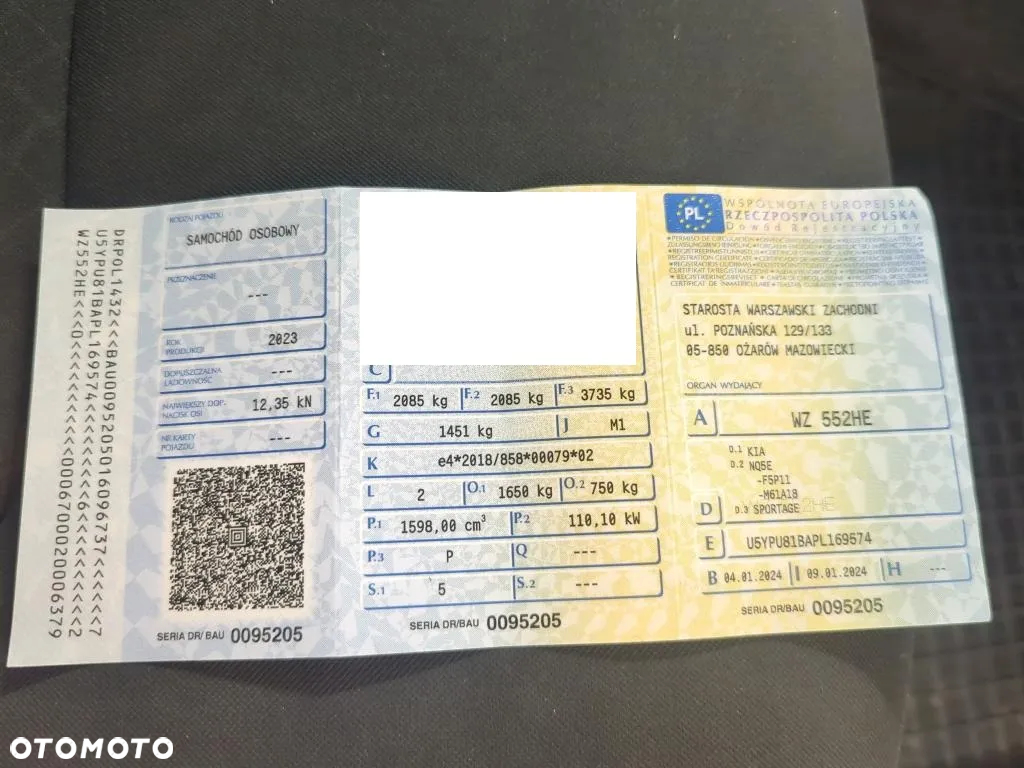 DRPOL1432<<BAU0095205016096737<<<<<7
U5YPU81BAPL169574<<<<<<<<<<<<6<<<<<2
RODZAJ POJAZDU
SAMOCHÓD OSOBOWY
PRZEZNACZENIE
---
ROK PRODUKCJI
2023
DOPUSZCZALNA ŁADOWNOŚĆ
---
NAJWIĘKSZY DOP. NACISK OSI
12,35 kN
NR KARTY POJAZDU
---
SERIA DR/BAU 0095205
C
F.1 2085 kg F.2 2085 kg F.3 3735 kg
G 1451 kg J M1
K e4*2018/858*00079*02
L 2 O.1 1650 kg O.2 750 kg
P.1 1598,00 cm³ P.2 110,10 kW
P.3 P Q ---
S.1 5 S.2 ---
SERIA DR/BAU 0095205
PL
WSPÓLNOTA EUROPEJSKA
RZECZPOSPOLITA POLSKA
Dowód Rejestracyjny
STAROSTA WARSZAWSKI ZACHODNI
ul. POZNAŃSKA 129/133
05-850 OŻARÓW MAZOWIECKI
ORGAN WYDAJĄCY
A WZ 552HE
D.1 KIA
D.2 NQ5E
-F5P11
-M61A18
D D.3 SPORTAGE
E U5YPU81BAPL169574
B 04.01.2024 I 09.01.2024 H ---
SERIA DR/BAU 0095205
OTOMOTO